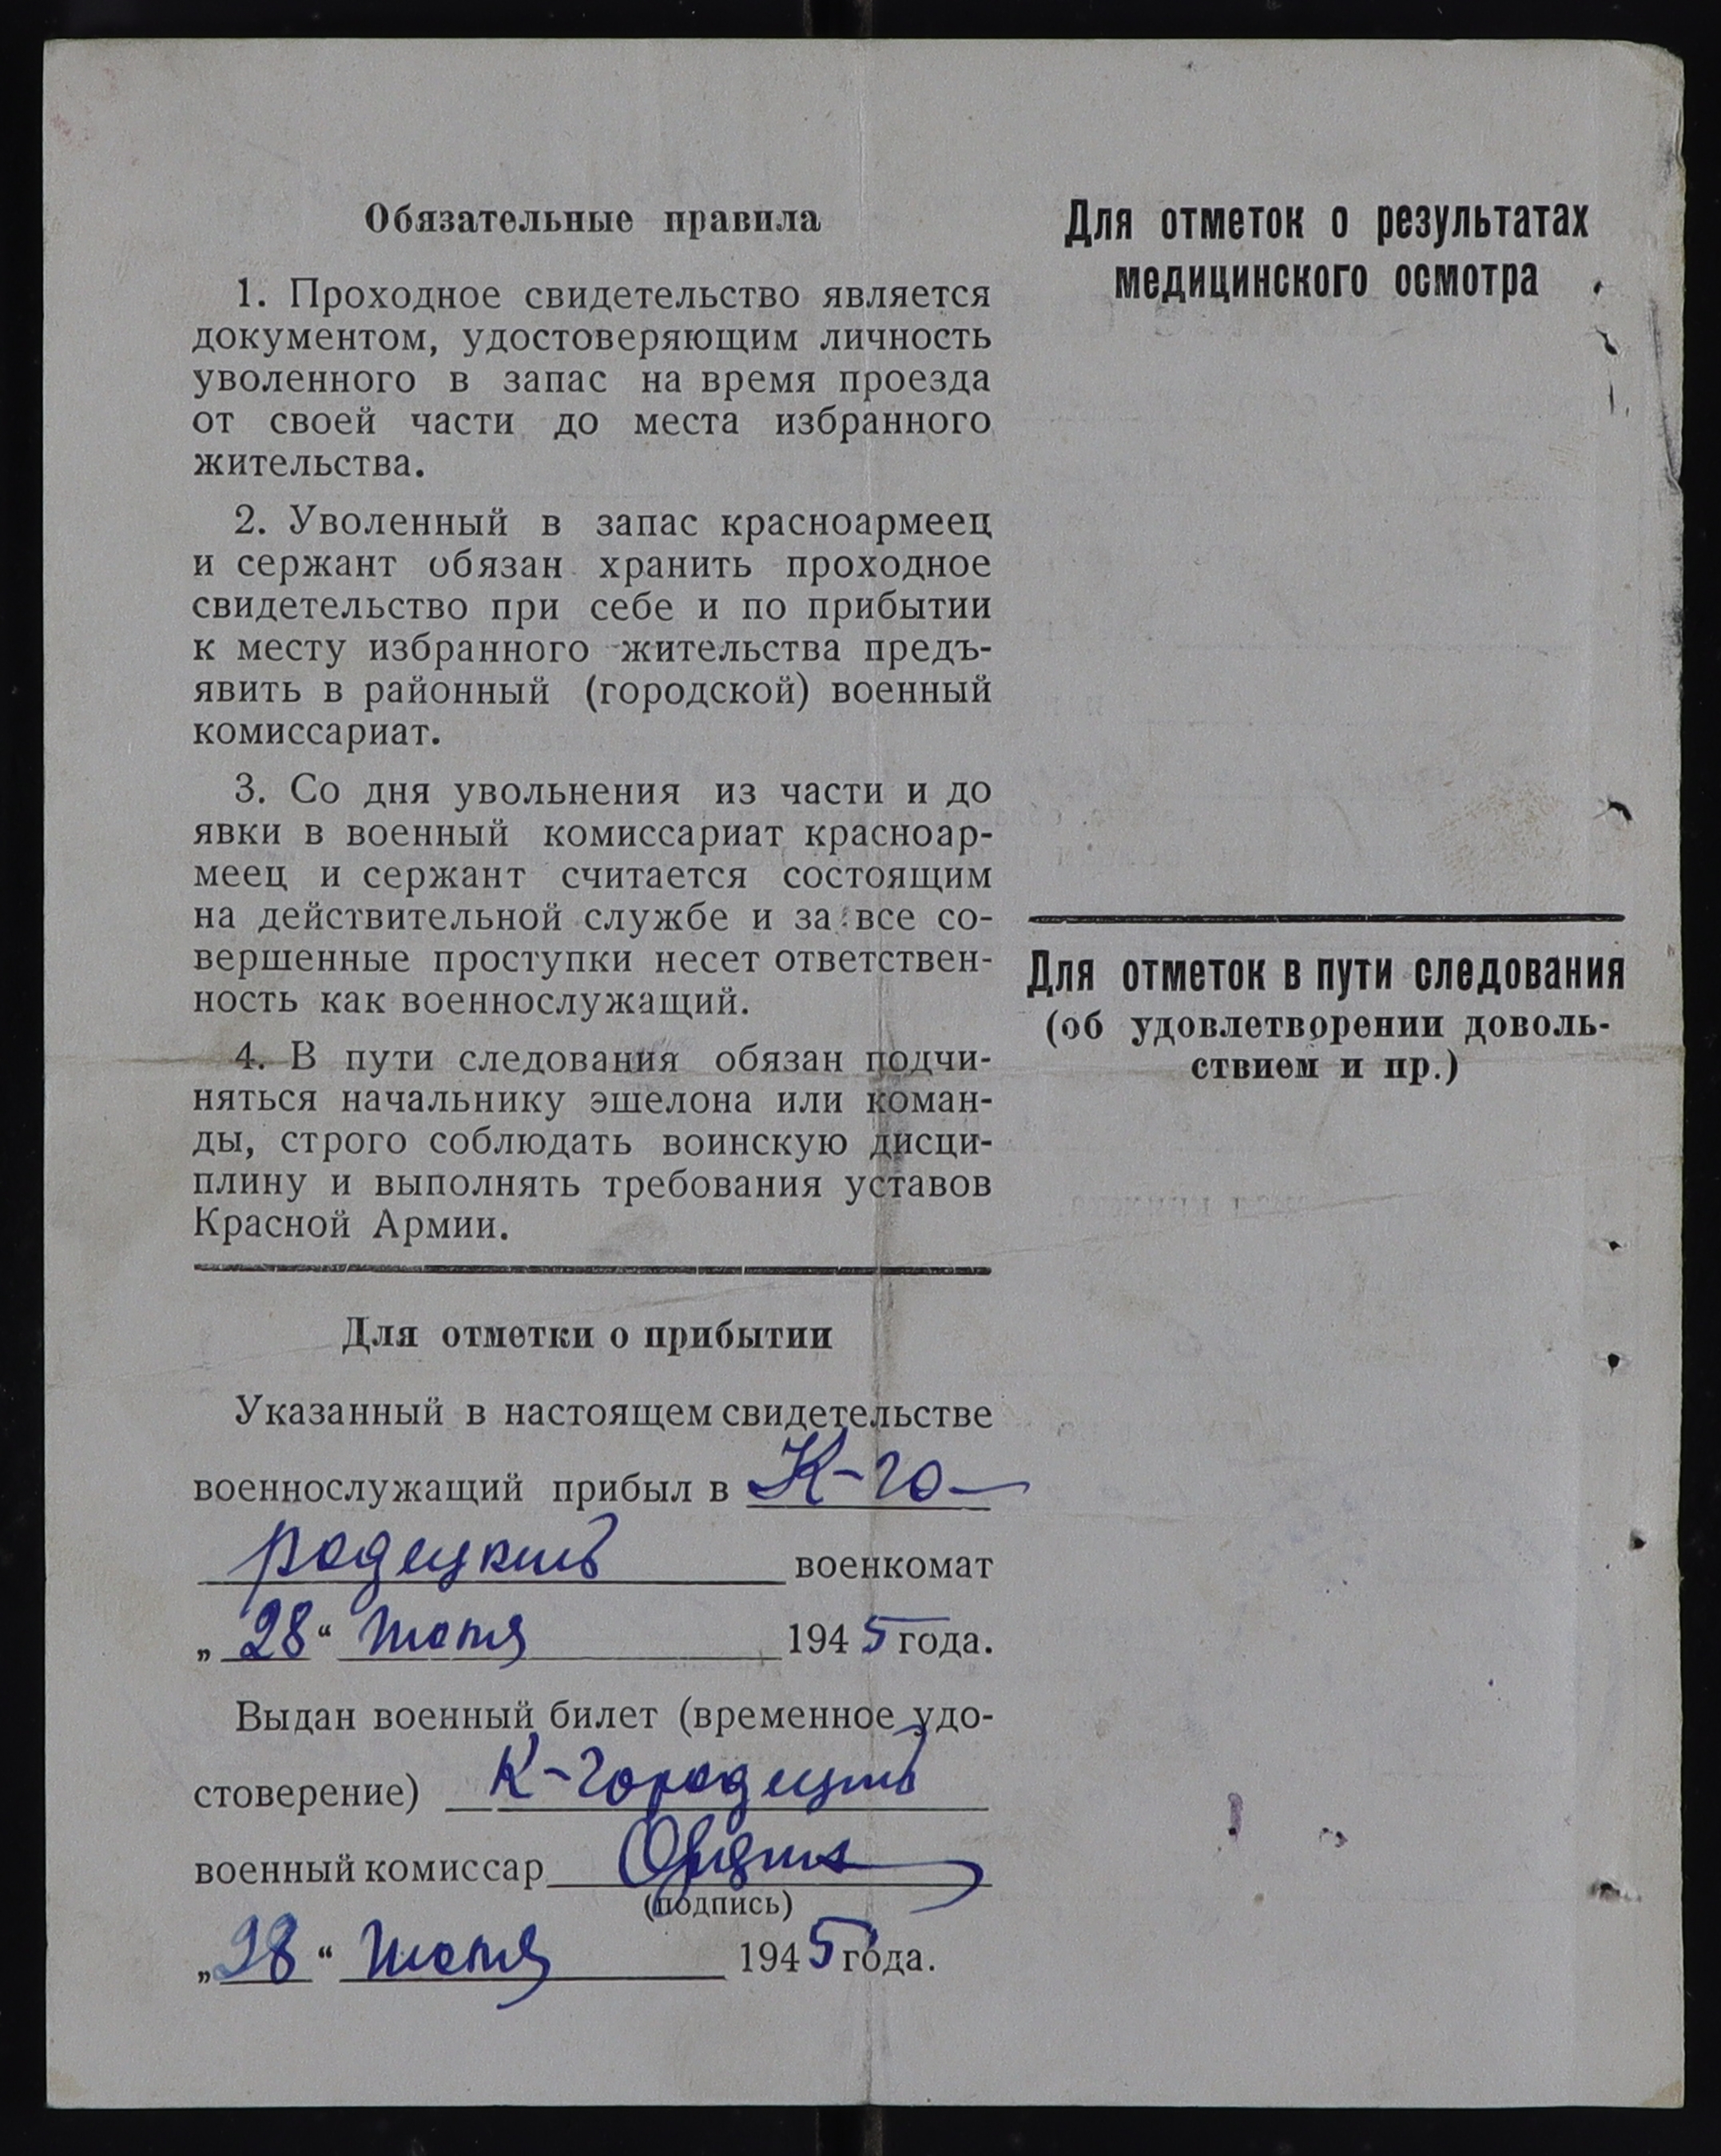 Обязательные правила
1. Проходное свидетельство является
документом, удостоверяющим личность
уволенного в запас на время проезда
от своей части до места избранного
жительства.
2. Уволенный в запас красноармеец
и сержант обязан хранить проходное
свидетельство при себе и по прибытии
к месту избранного жительства предъ-
явить в районный (городской) военный
комиссариат.
3. Со дня увольнения из части и до
явки в военный комиссариат красноар-
меец и сержант считается состоящим
на действительной службе и за все со-
вершенные проступки несет ответствен-
ность как военнослужащий.
4. В пути следования обязан подчи-
няться начальнику эшелона или коман-
ды, строго соблюдать воинскую дисци-
плину и выполнять требования уставов
Красной Армии.
Для отметки о прибытии
Указанный в настоящем свидетельстве
военнослужащий прибыл в К-го-
родецкий военкомат
„28“ июля 1945 года.
Выдан военный билет (временное удо-
стоверение) К-городецкий
военный комиссар
(подпись)
„28“ июля 1945 года.
Для отметок о результатах
медицинского осмотра
Для отметок в пути следования
(об удовлетворении доволь-
ствием и пр.)